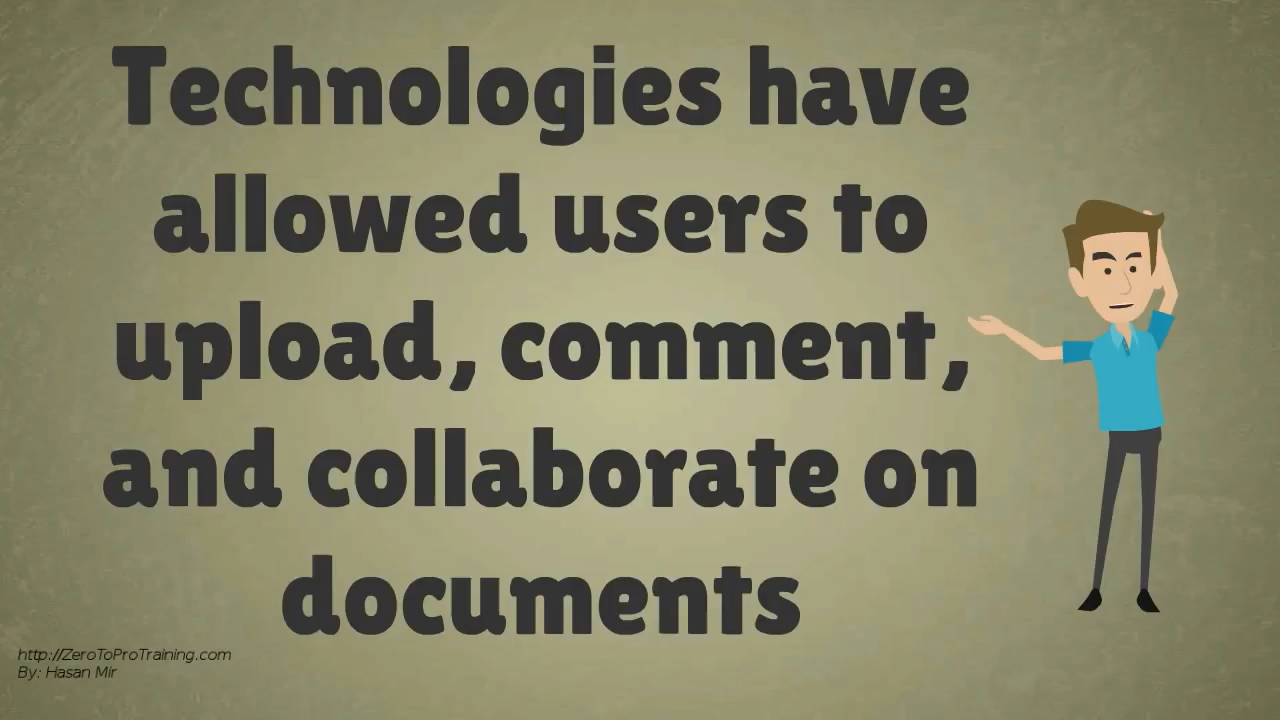 Technologies have
allowed users to
upload, comment,
and collaborate on
documents
http://ZeroToProTraining.com
By: Hasan Mir